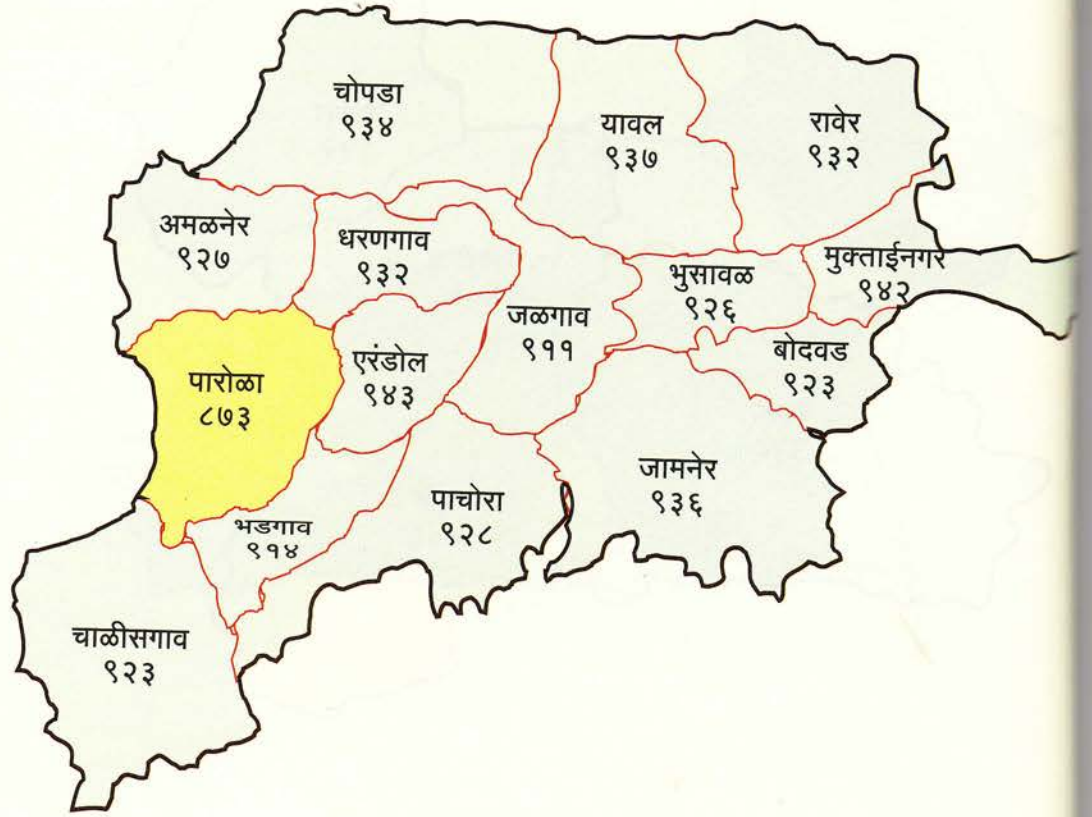 चोपडा
९३४
यावल
९३७
रावेर
९३२
अमळनेर
९२७
धरणगाव
९३२
मुक्ताईनगर
९४२
भुसावळ
९२६
जळगाव
९११
बोदवड
९२३
एरंडोल
९४३
पारोळा
८७३
जामनेर
९३६
पाचोरा
९२८
भडगाव
९१४
चाळीसगाव
९२३